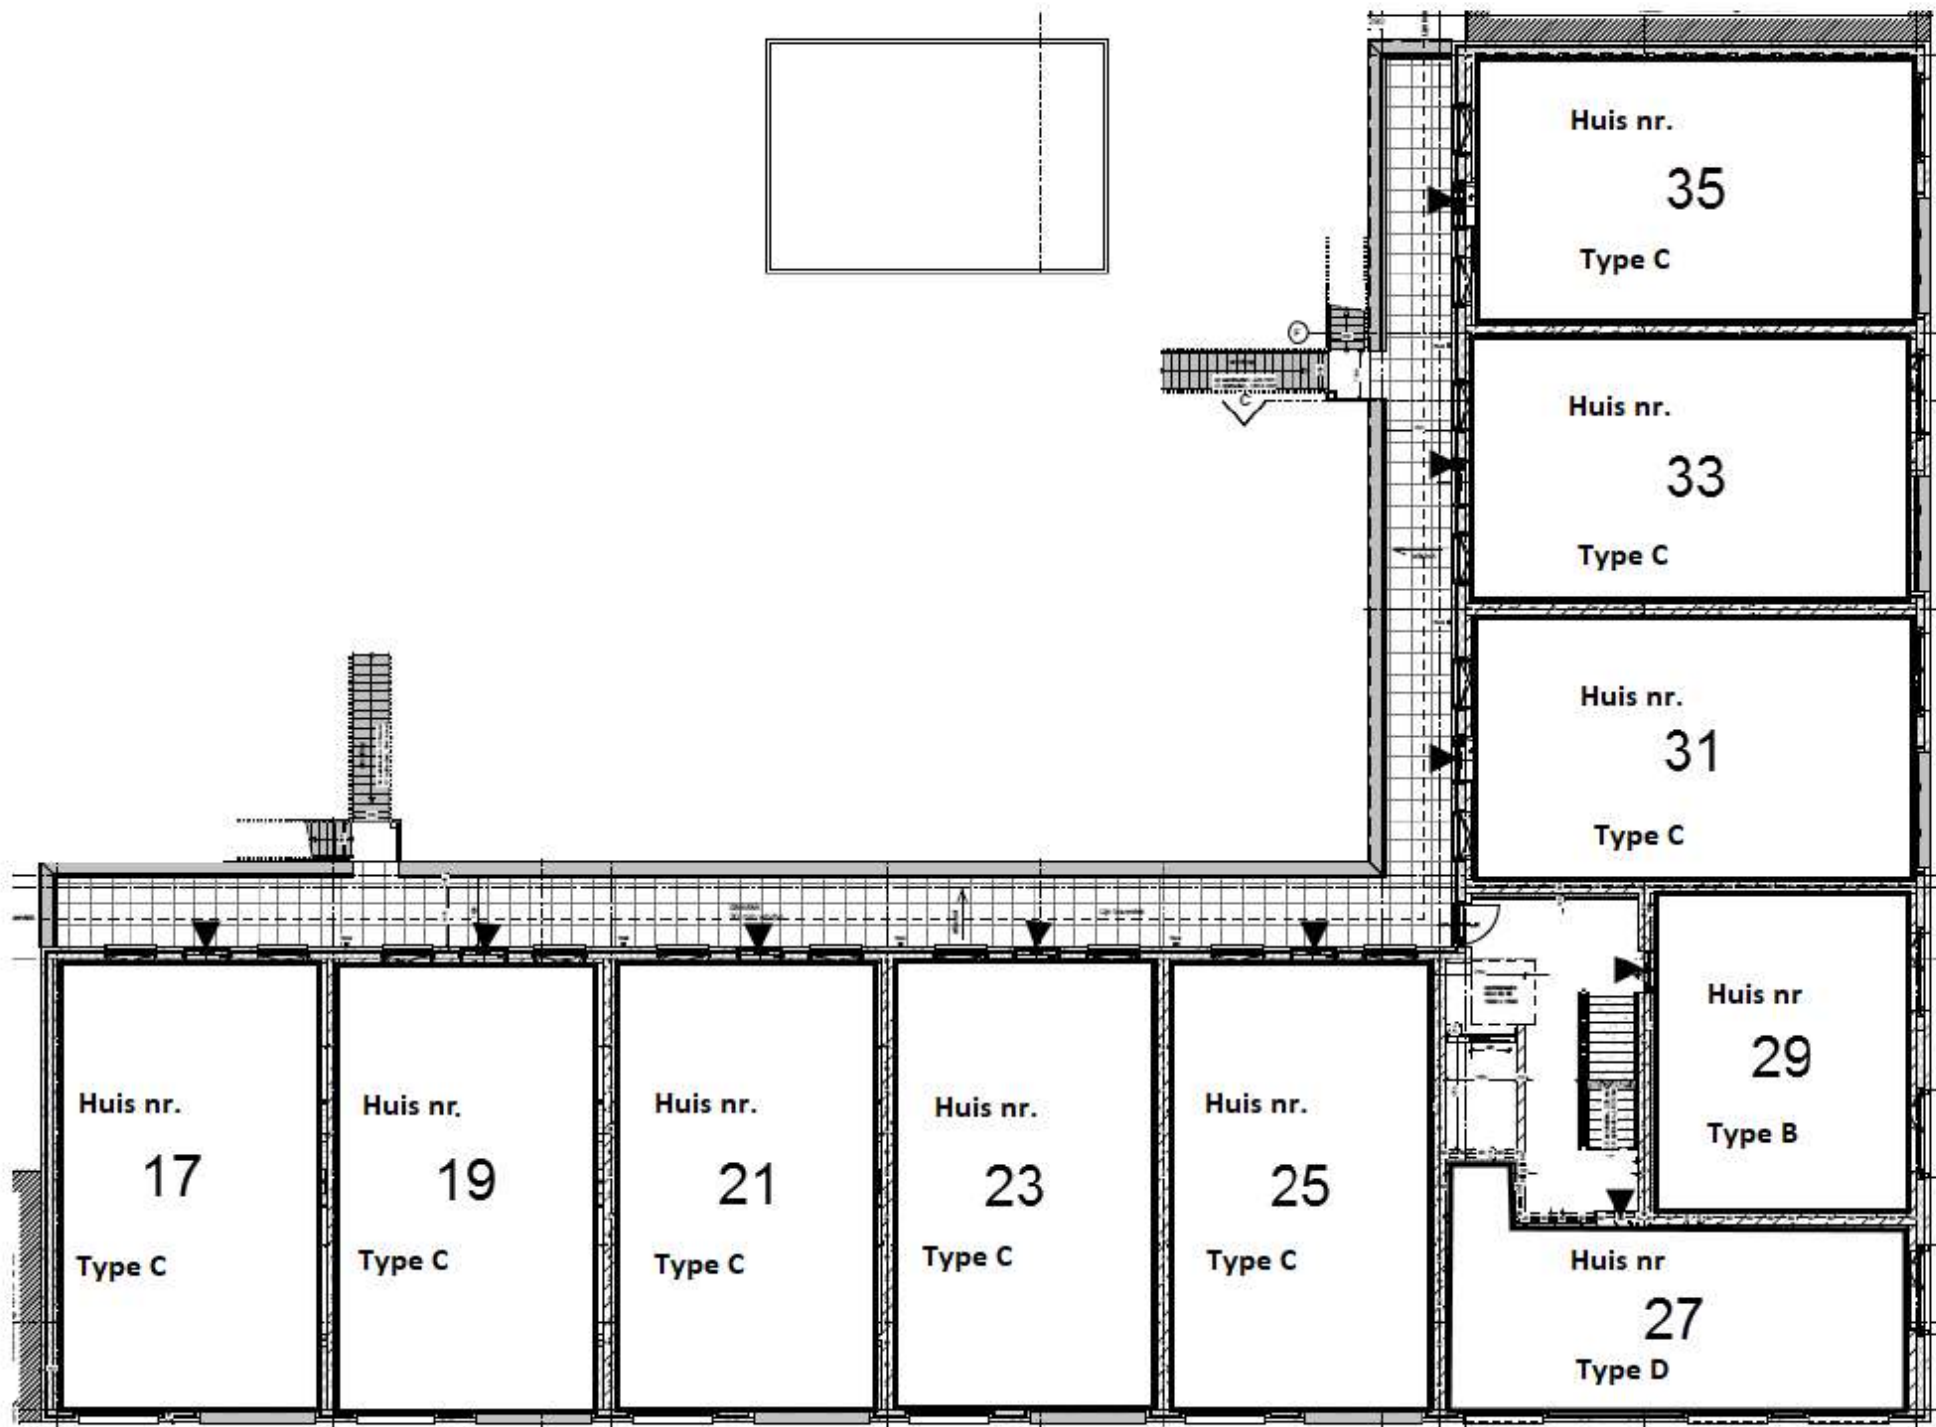 Huis nr.
35
Type C
F
Huis nr.
33
Type C
C
Huis nr.
31
Type C
Huis nr
29
Type B
Huis nr.
17
Type C
Huis nr.
19
Type C
Huis nr.
21
Type C
Huis nr.
23
Type C
Huis nr.
25
Type C
Huis nr
27
Type D